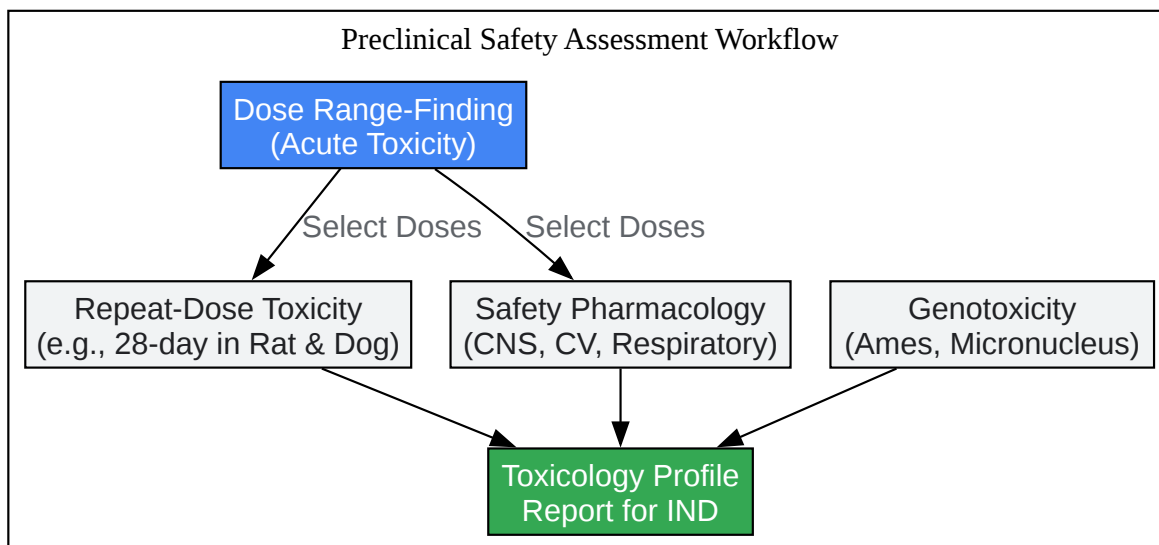 Preclinical Safety Assessment Workflow
Dose Range-Finding
(Acute Toxicity)
Select Doses
Select Doses
Repeat-Dose Toxicity
(e.g., 28-day in Rat & Dog)
Safety Pharmacology
(CNS, CV, Respiratory)
Genotoxicity
(Ames, Micronucleus)
Toxicology Profile
Report for IND